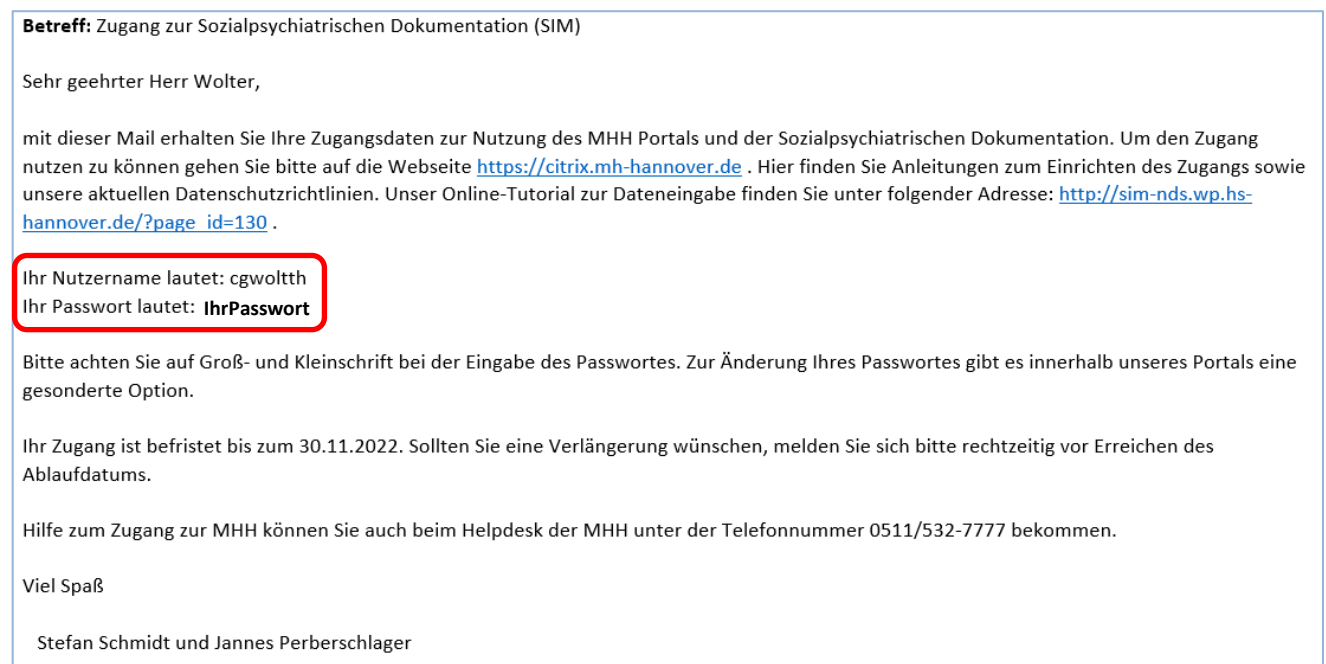 Betreff: Zugang zur Sozialpsychiatrischen Dokumentation (SIM)
Sehr geehrter Herr Wolter,
mit dieser Mail erhalten Sie Ihre Zugangsdaten zur Nutzung des MHH Portals und der Sozialpsychiatrischen Dokumentation. Um den Zugang
nutzen zu können gehen Sie bitte auf die Webseite https://citrix.mh-hannover.de . Hier finden Sie Anleitungen zum Einrichten des Zugangs sowie
unsere aktuellen Datenschutzrichtlinien. Unser Online-Tutorial zur Dateneingabe finden Sie unter folgender Adresse: http://sim-nds.wp.hs-
hannover.de/?page_id=130 .
Ihr Nutzername lautet: cgwoltth
Ihr Passwort lautet: IhrPasswort
Bitte achten Sie auf Groß- und Kleinschrift bei der Eingabe des Passwortes. Zur Änderung Ihres Passwortes gibt es innerhalb unseres Portals eine
gesonderte Option.
Ihr Zugang ist befristet bis zum 30.11.2022. Sollten Sie eine Verlängerung wünschen, melden Sie sich bitte rechtzeitig vor Erreichen des
Ablaufdatums.
Hilfe zum Zugang zur MHH können Sie auch beim Helpdesk der MHH unter der Telefonnummer 0511/532-7777 bekommen.
Viel Spaß
Stefan Schmidt und Jannes Perberschlager